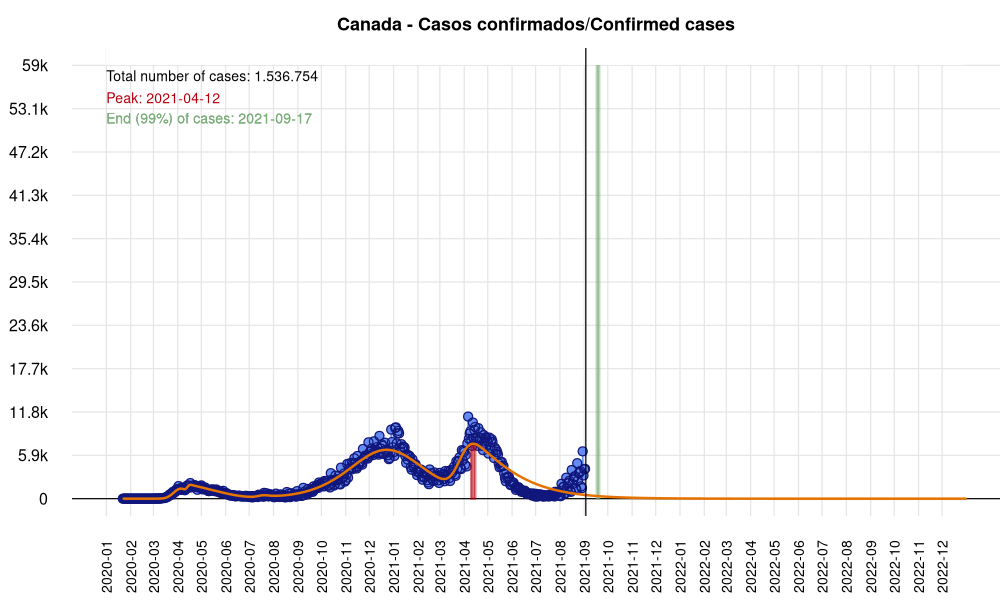 Canada - Casos confirmados/Confirmed cases
Total number of cases: 1.536.754
Peak: 2021-04-12
End (99%) of cases: 2021-09-17
59k
53.1k
47.2k
41.3k
35.4k
29.5k
23.6k
17.7k
11.8k
5.9k
0
2020-01
2020-02
2020-03
2020-04
2020-05
2020-06
2020-07
2020-08
2020-09
2020-10
2020-11
2020-12
2021-01
2021-02
2021-03
2021-04
2021-05
2021-06
2021-07
2021-08
2021-09
2021-10
2021-11
2021-12
2022-01
2022-02
2022-03
2022-04
2022-05
2022-06
2022-07
2022-08
2022-09
2022-10
2022-11
2022-12